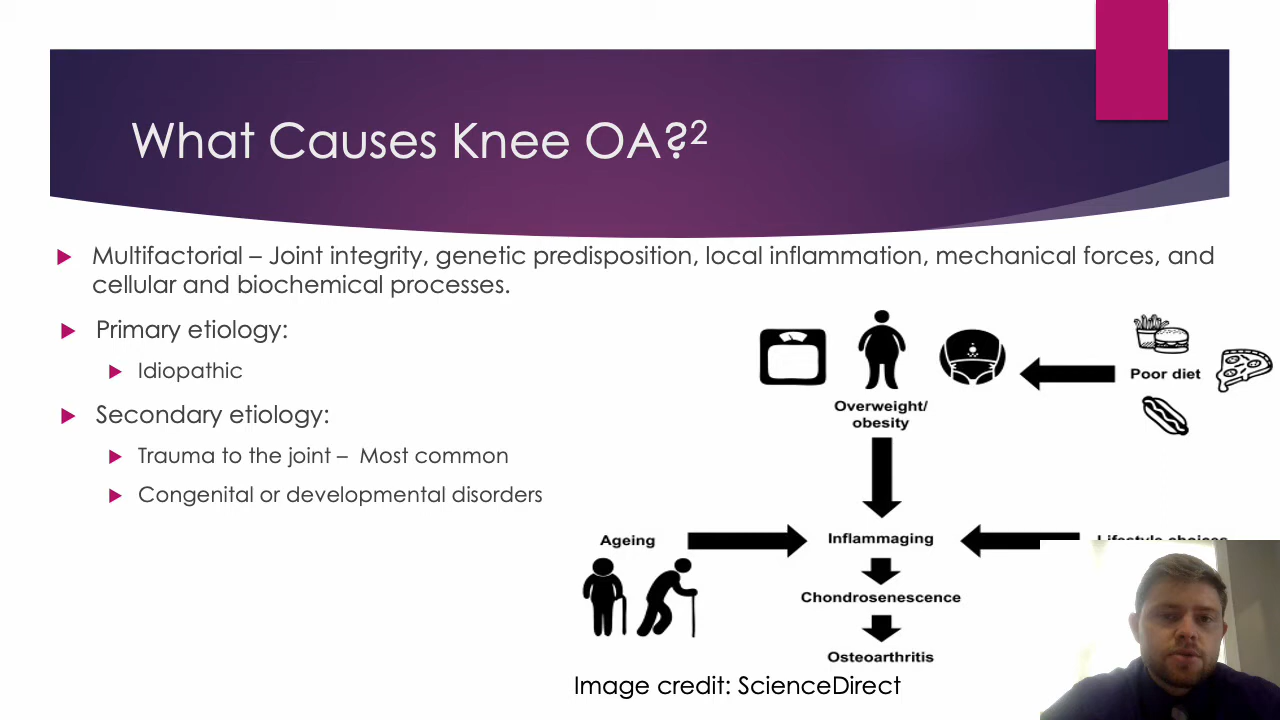 What Causes Knee OA?²
Multifactorial – Joint integrity, genetic predisposition, local inflammation, mechanical forces, and
cellular and biochemical processes.
Primary etiology:
Idiopathic
Secondary etiology:
Trauma to the joint – Most common
Congenital or developmental disorders
Poor diet
Overweight/
obesity
Ageing
Inflammaging
Lifestyle choices
Chondrosenescence
Osteoarthritis
Image credit: ScienceDirect